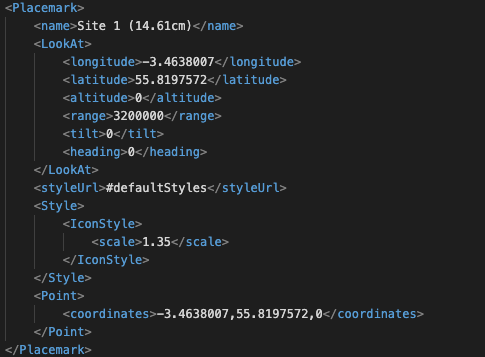 <Placemark>
<name>Site 1 (14.61cm)</name>
<LookAt>
<longitude>-3.4638007</longitude>
<latitude>55.8197572</latitude>
<altitude>0</altitude>
<range>3200000</range>
<tilt>0</tilt>
<heading>0</heading>
</LookAt>
<styleUrl>#defaultStyles</styleUrl>
<Style>
<IconStyle>
<scale>1.35</scale>
</IconStyle>
</Style>
<Point>
<coordinates>-3.4638007,55.8197572,0</coordinates>
</Point>
</Placemark>